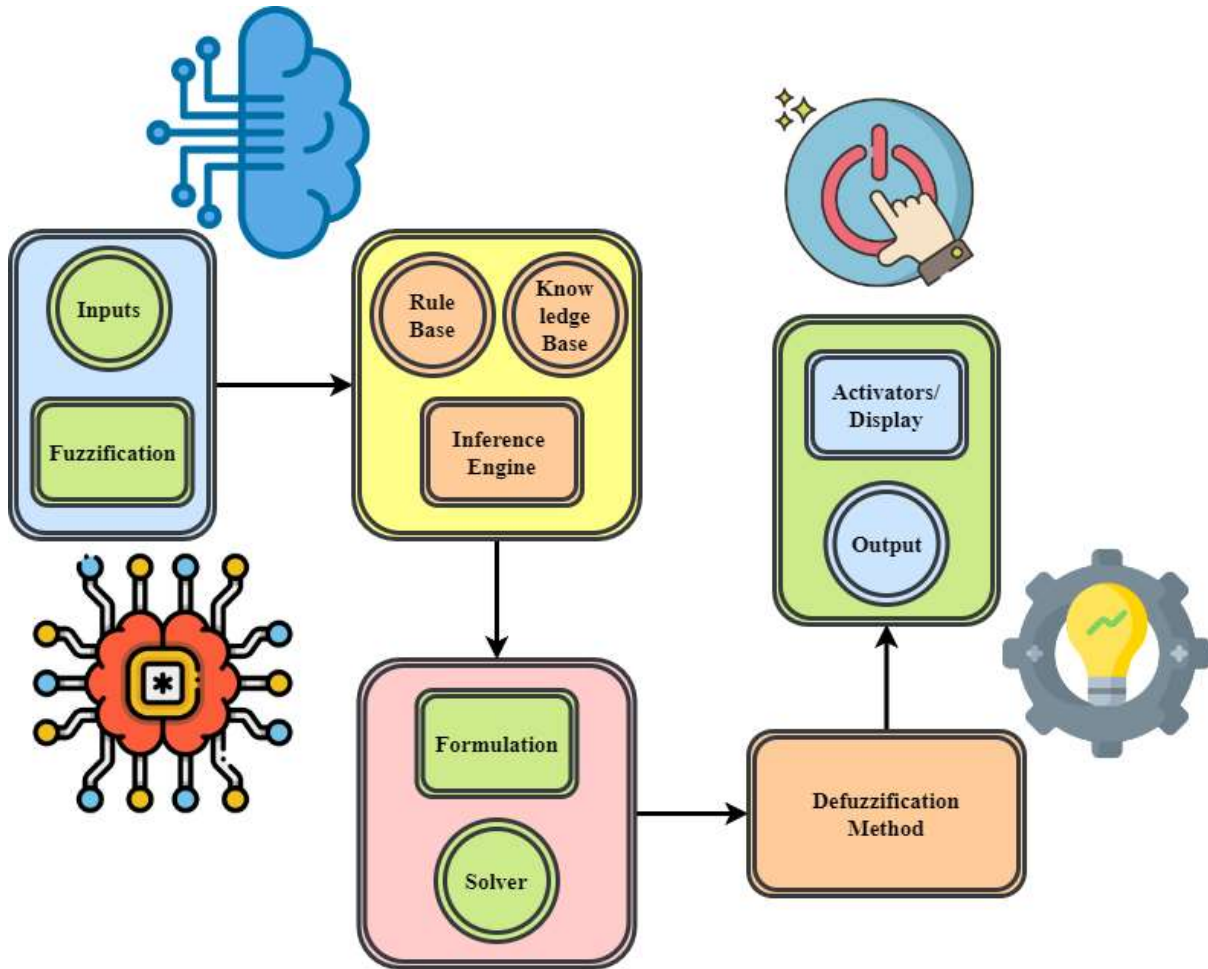 Inputs
Fuzzification
Rule
Base
Know
ledge
Base
Inference
Engine
Formulation
Solver
Defuzzification
Method
Activators/
Display
Output